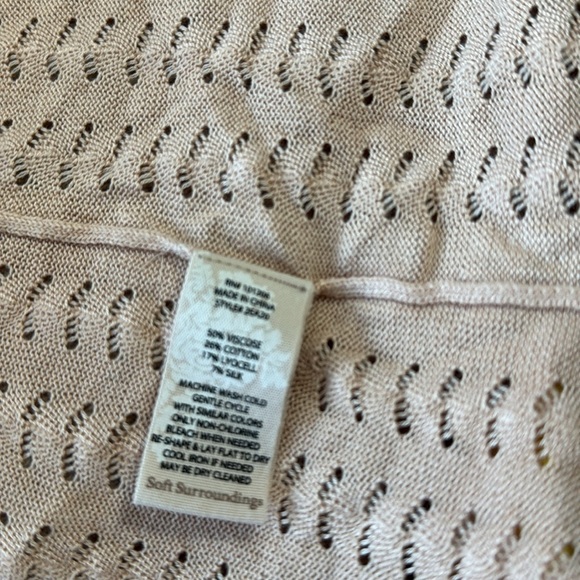 MADE IN CHINA
50% VISCOSE
26% COTTON
17% LYOCELL
7% SILK
MACHINE WASH COLD
GENTLE CYCLE
WITH SIMILAR COLORS
ONLY NON-CHLORINE
BLEACH WHEN NEEDED
RE-SHAPE & LAY FLAT TO DRY
COOL IRON IF NEEDED
MAY BE DRY CLEANED
Soft Surroundings